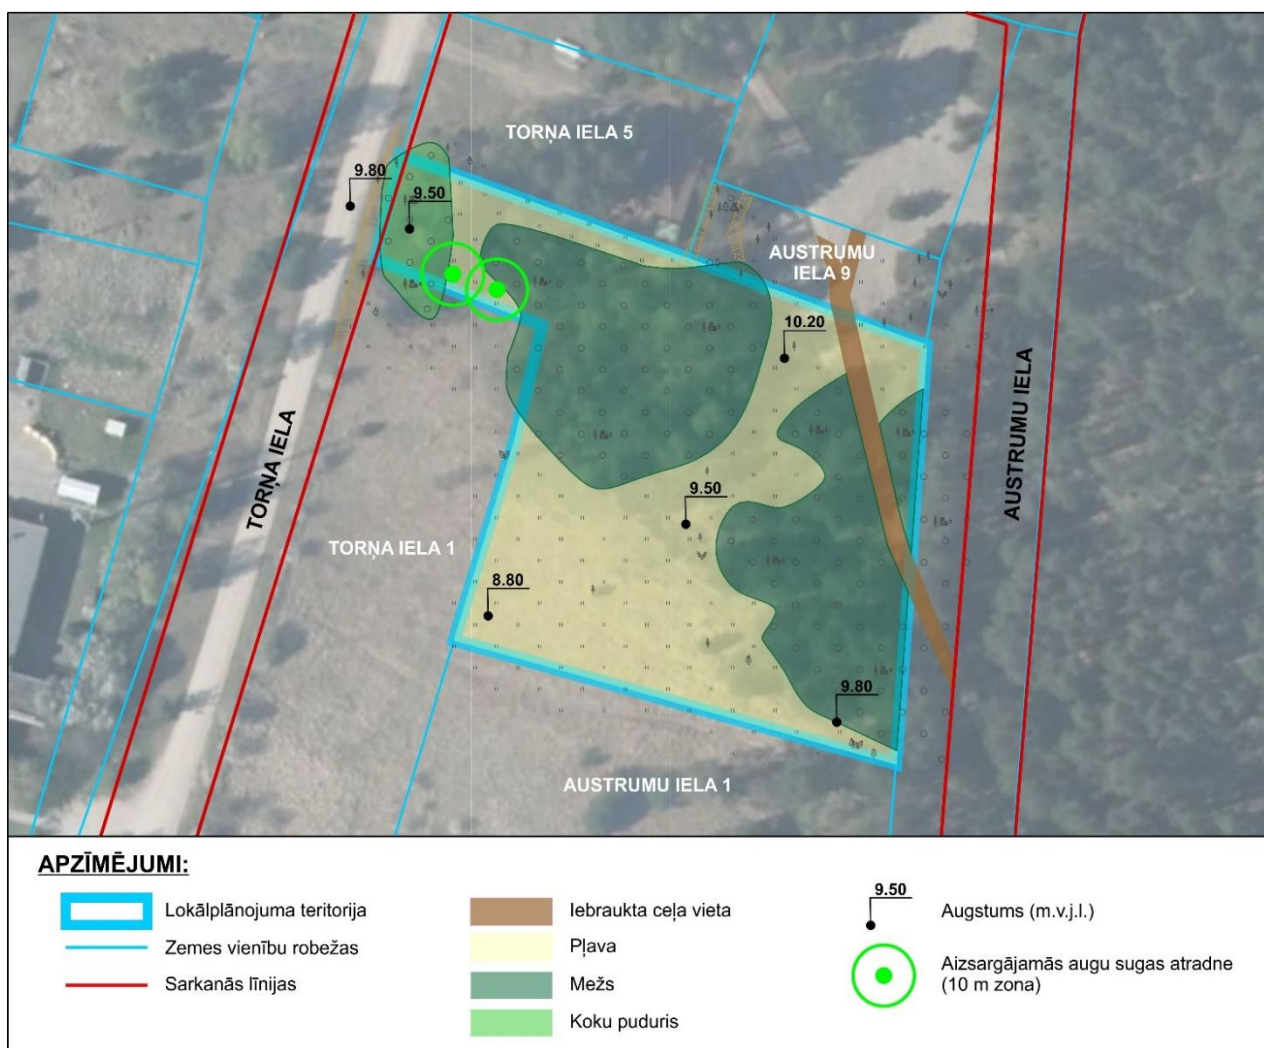 TORŅA IELA 5
9.80
9.50
AUSTRUMU
IELA 9
10.20
TORŅA IELA
AUSTRUMU IELA
9.50
TORŅA IELA 1
8.80
9.80
AUSTRUMU IELA 1
APZĪMĒJUMI:
Lokālplānojuma teritorija
Zemes vienību robežas
Sarkanās līnijas
Iebraukta ceļa vieta
Pļava
Mežs
Koku puduris
9.50
Augstums (m.v.j.l.)
Aizsargājamās augu sugas atradne
(10 m zona)